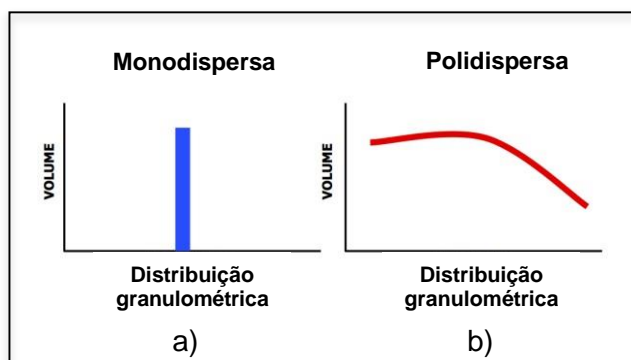 Monodispersa
Polidispersa
VOLUME
VOLUME
Distribuição
granulométrica
Distribuição
granulométrica
a)
b)